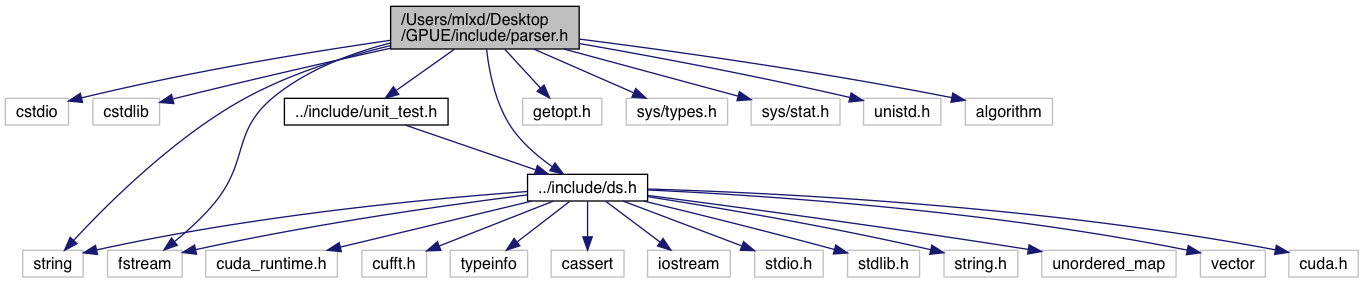 /Users/mlxd/Desktop
/GPUE/include/parser.h
cstdio
cstdlib
../include/unit_test.h
getopt.h
sys/types.h
sys/stat.h
unistd.h
algorithm
../include/ds.h
string
fstream
cuda_runtime.h
cufft.h
typeinfo
cassert
iostream
stdio.h
stdlib.h
string.h
unordered_map
vector
cuda.h